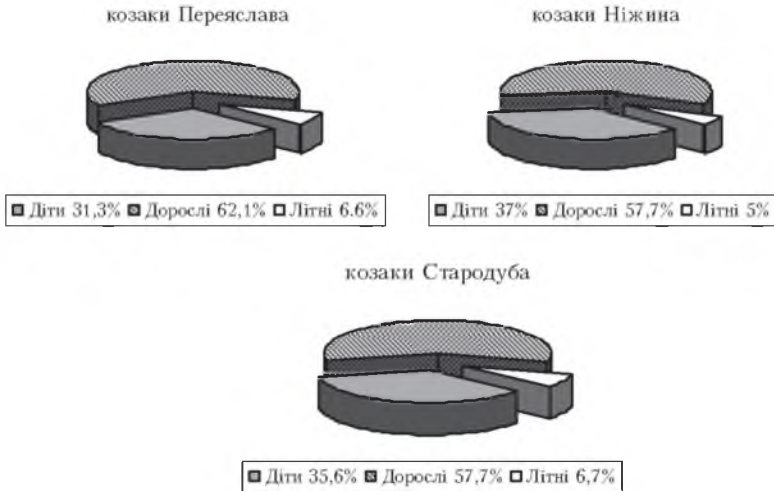 козаки Переяслава
козаки Ніжина
Діти 31,3% Дорослі 62,1% Літні 6.6%
Діти 37% Дорослі 57,7% Літні 5%
козаки Стародуба
Діти 35,6% Дорослі 57,7% Літні 6,7%